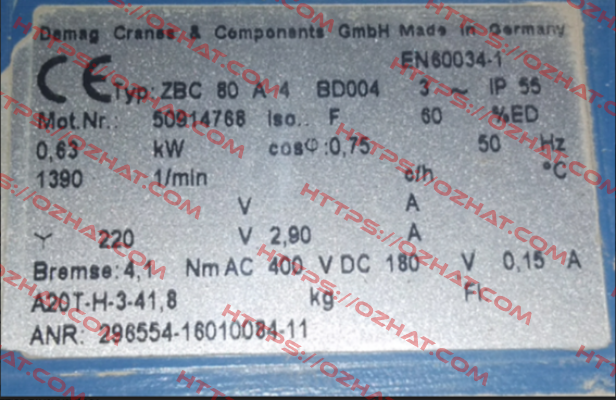 Demag Cranes & Components GmbH Made in Germany
EN60034-1
CE Typ: ZBC 80 A 4 BD004 3 ~ IP 55
Mot.Nr.: 50914768 Iso.. F 60 %ED
0,63 kW cosφ:0,75 50 Hz
1390 1/min c/h °C
V A
Y 220 V 2,90 A
Bremse: 4,1 Nm AC 400 V DC 180 V 0,15 A
A20T-H-3-41,8 kg Fl
ANR: 296554-16010084-11
HTTPS://OZHAT.COM